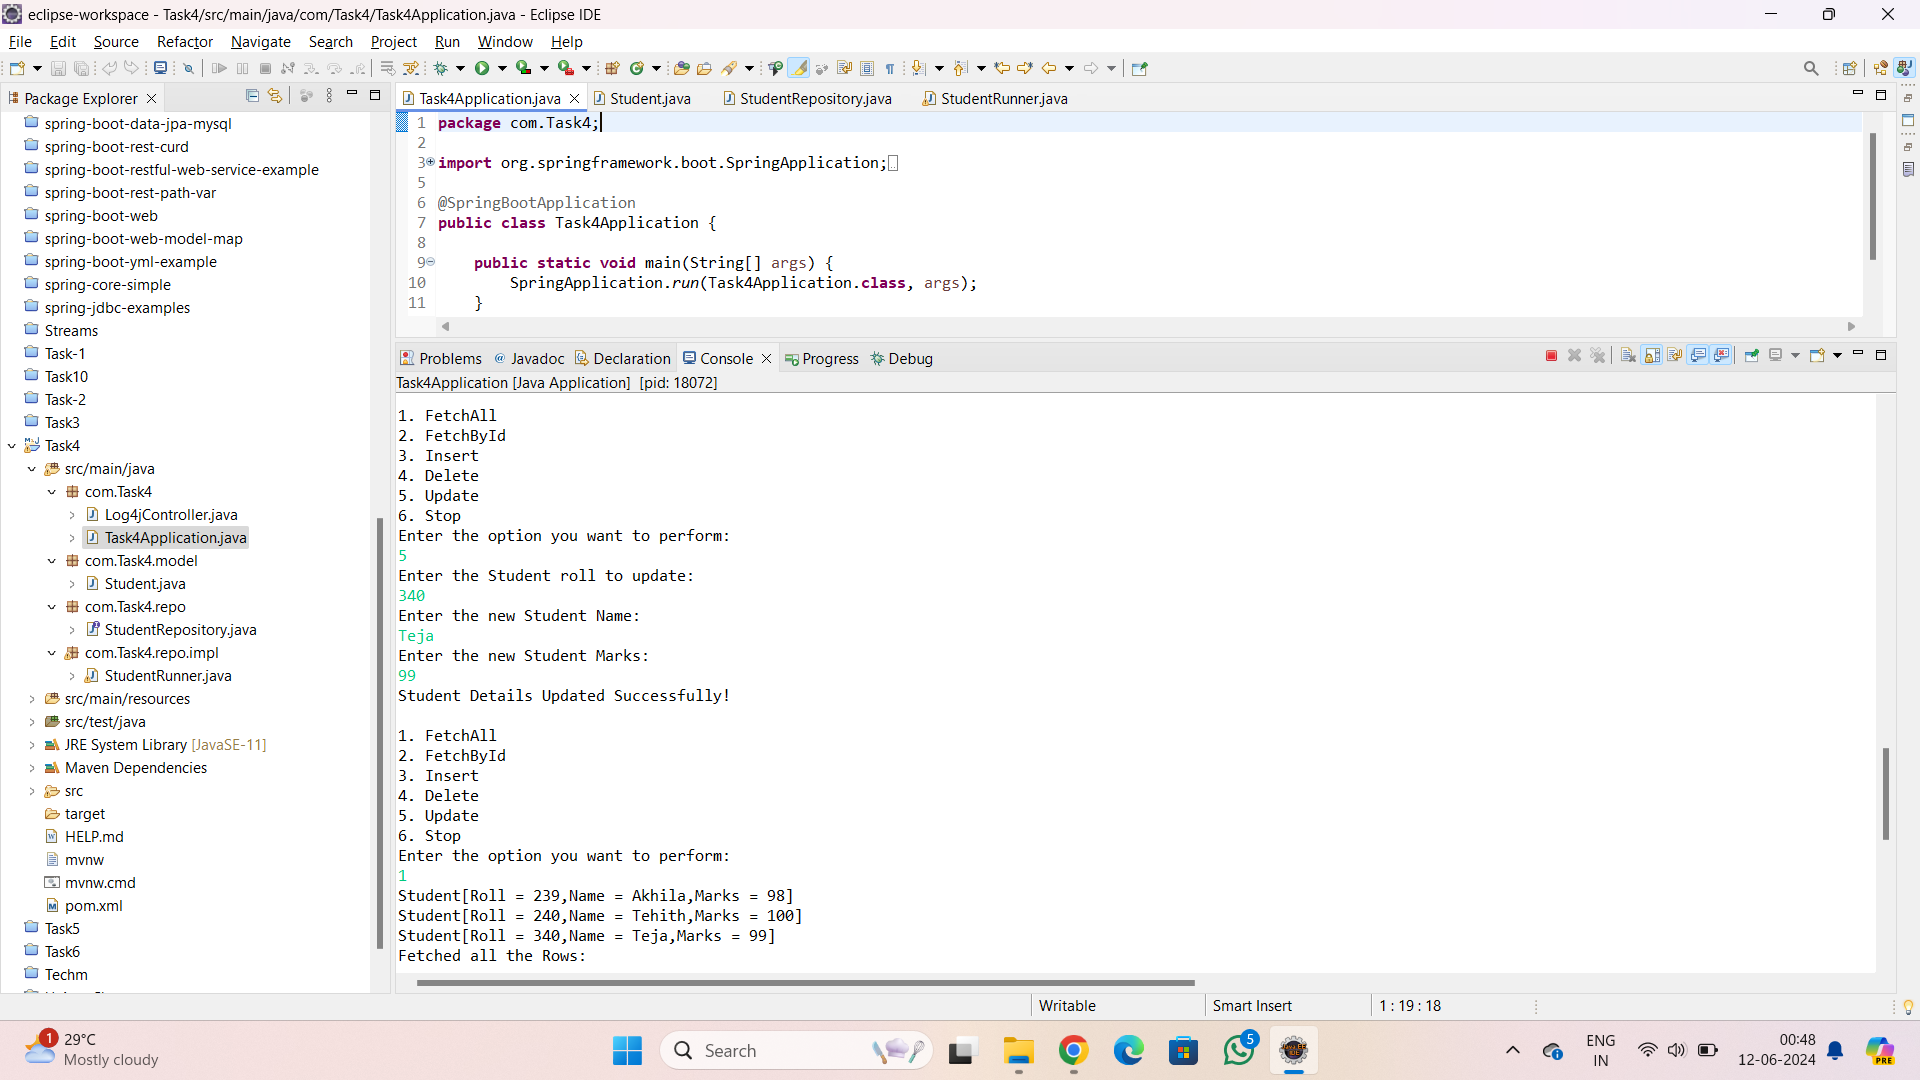 eclipse-workspace - Task4/src/main/java/com/Task4/Task4Application.java - Eclipse IDE
File Edit Source Refactor Navigate Search Project Run Window Help
Package Explorer
spring-boot-data-jpa-mysql
spring-boot-rest-curd
spring-boot-restful-web-service-example
spring-boot-rest-path-var
spring-boot-web
spring-boot-web-model-map
spring-boot-yml-example
spring-core-simple
spring-jdbc-examples
Streams
Task-1
Task10
Task-2
Task3
Task4
src/main/java
com.Task4
Log4jController.java
Task4Application.java
com.Task4.model
Student.java
com.Task4.repo
StudentRepository.java
com.Task4.repo.impl
StudentRunner.java
src/main/resources
src/test/java
JRE System Library [JavaSE-11]
Maven Dependencies
src
target
HELP.md
mvnw
mvnw.cmd
pom.xml
Task5
Task6
Techm
Task4Application.java Student.java StudentRepository.java StudentRunner.java
1 package com.Task4;
2
3 import org.springframework.boot.SpringApplication;
5
6 @SpringBootApplication
7 public class Task4Application {
8
9 public static void main(String[] args) {
10 SpringApplication.run(Task4Application.class, args);
11 }
Problems Javadoc Declaration Console Progress Debug
Task4Application [Java Application] [pid: 18072]
1. FetchAll
2. FetchById
3. Insert
4. Delete
5. Update
6. Stop
Enter the option you want to perform:
5
Enter the Student roll to update:
340
Enter the new Student Name:
Teja
Enter the new Student Marks:
99
Student Details Updated Successfully!
1. FetchAll
2. FetchById
3. Insert
4. Delete
5. Update
6. Stop
Enter the option you want to perform:
1
Student[Roll = 239,Name = Akhila,Marks = 98]
Student[Roll = 240,Name = Tehith,Marks = 100]
Student[Roll = 340,Name = Teja,Marks = 99]
Fetched all the Rows:
Writable Smart Insert 1 : 19 : 18
1
29°C
Mostly cloudy
Search
5
ENG
IN
00:48
12-06-2024
PRE